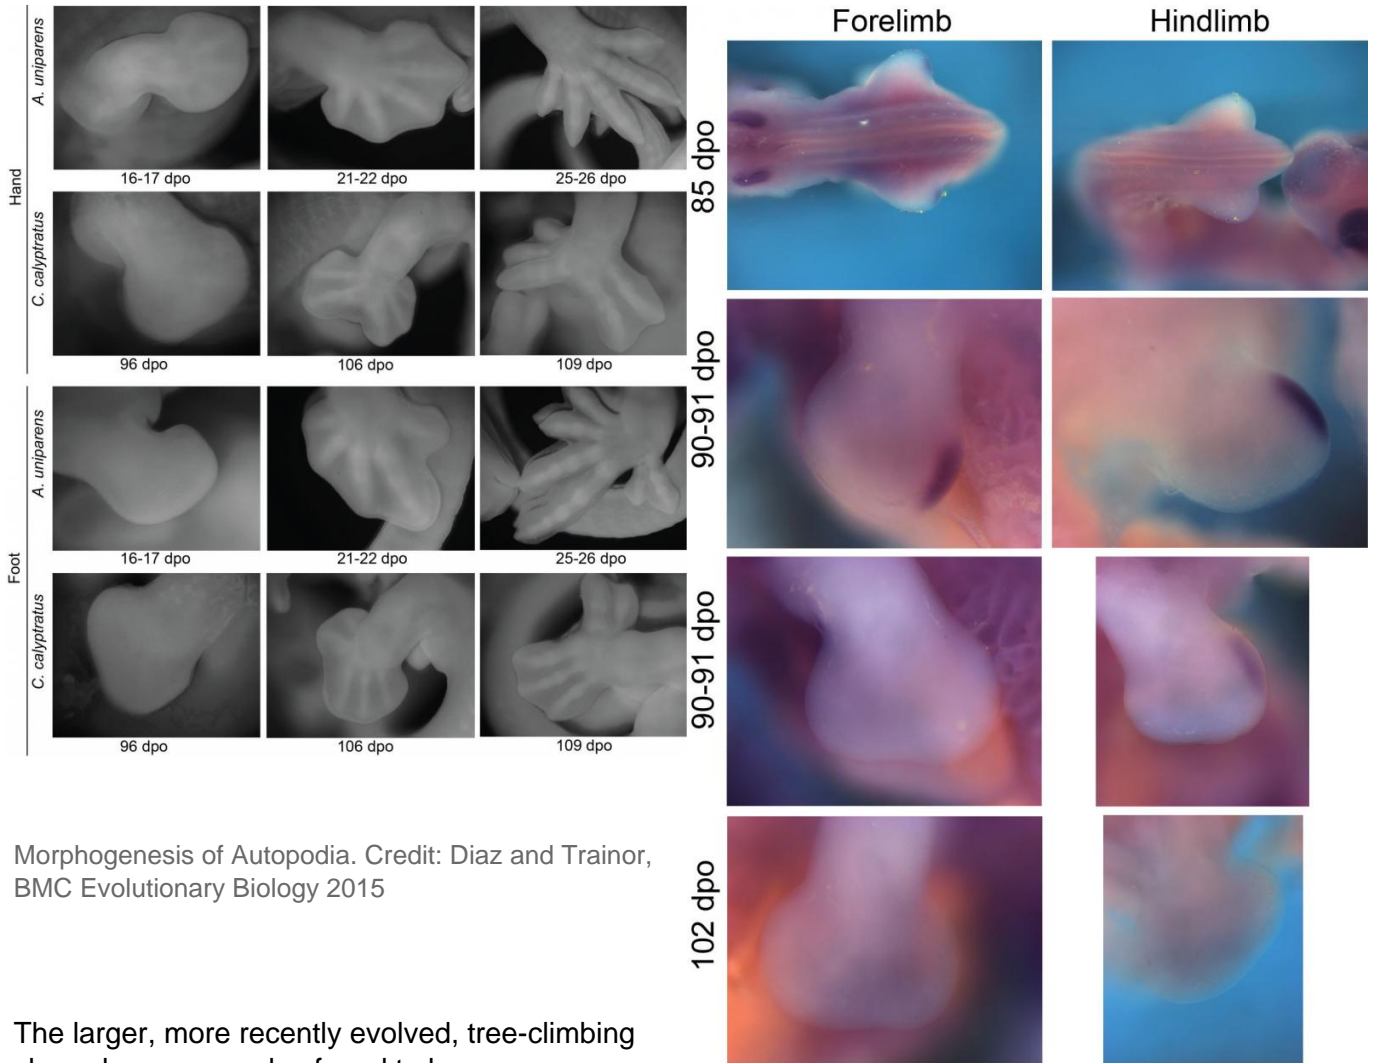 Hand
A. uniparens
16-17 dpo
21-22 dpo
25-26 dpo
C. calyptratus
96 dpo
106 dpo
109 dpo
Foot
A. uniparens
16-17 dpo
21-22 dpo
25-26 dpo
C. calyptratus
96 dpo
106 dpo
109 dpo
Morphogenesis of Autopodia. Credit: Diaz and Trainor,
BMC Evolutionary Biology 2015
The larger, more recently evolved, tree-climbing
Forelimb
Hindlimb
85 dpo
90-91 dpo
90-91 dpo
102 dpo